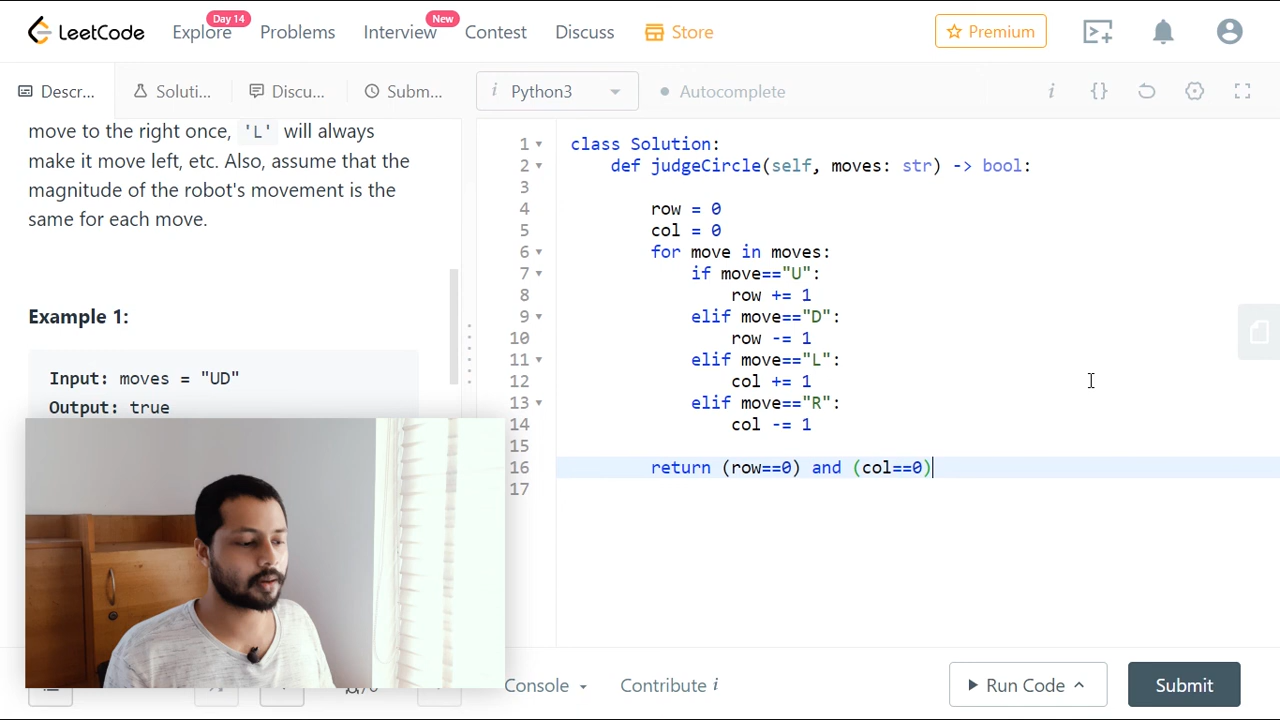 LeetCode
Explore
Day 14
Problems
Interview
New
Contest
Discuss
Store
Premium
Descr...
Soluti...
Discu...
Subm...
i Python3
Autocomplete
i {}
move to the right once, 'L' will always
make it move left, etc. Also, assume that the
magnitude of the robot's movement is the
same for each move.
Example 1:
Input: moves = "UD"
Output: true
1 class Solution:
2 def judgeCircle(self, moves: str) -> bool:
3
4 row = 0
5 col = 0
6 for move in moves:
7 if move=="U":
8 row += 1
9 elif move=="D":
10 row -= 1
11 elif move=="L":
12 col += 1
13 elif move=="R":
14 col -= 1
15
16 return (row==0) and (col==0)
17
Console
Contribute i
Run Code
Submit